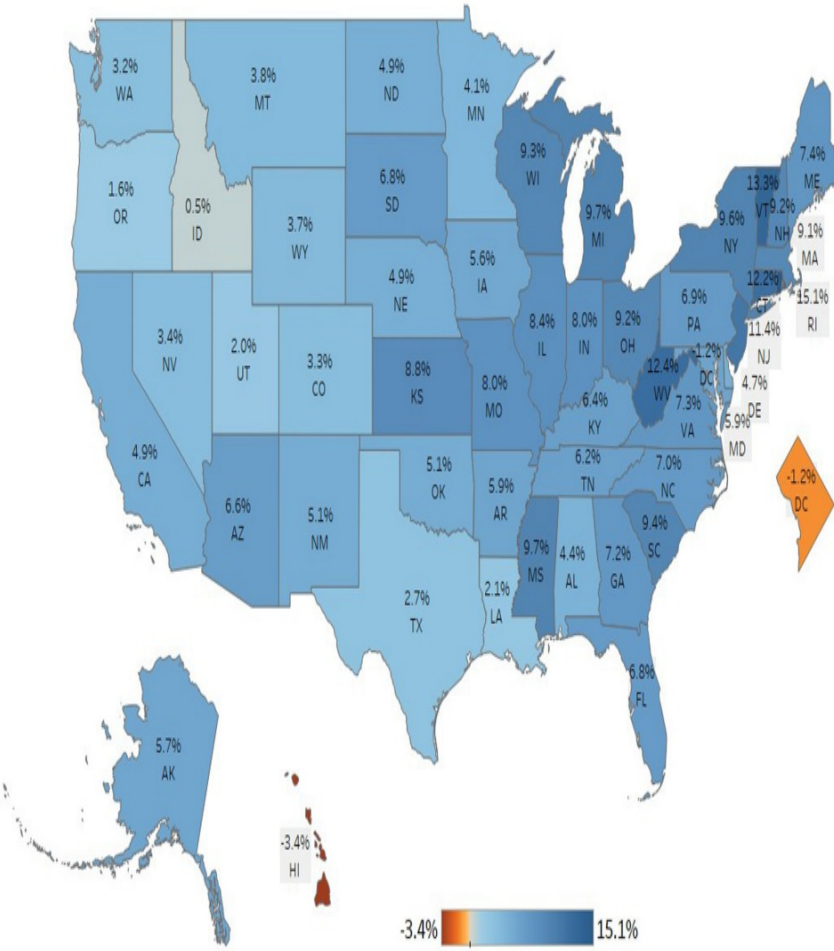 3.2%
WA
3.8%
MT
4.9%
ND
4.1%
MN
9.3%
WI
9.7%
MI
7.4%
ME
13.3%
VT
9.2%
NH
9.1%
MA
9.6%
NY
12.2%
CT
15.1%
RI
1.6%
OR
0.5%
ID
6.8%
SD
3.7%
WY
5.6%
IA
6.9%
PA
11.4%
NJ
4.9%
NE
3.4%
NV
2.0%
UT
3.3%
CO
8.8%
KS
8.0%
MO
8.4%
IL
8.0%
IN
9.2%
OH
-1.2%
DC
4.7%
DE
12.4%
WV
7.3%
VA
5.9%
MD
6.4%
KY
4.9%
CA
6.6%
AZ
5.1%
NM
5.1%
OK
5.9%
AR
6.2%
TN
7.0%
NC
-1.2%
DC
9.4%
SC
9.7%
MS
4.4%
AL
7.2%
GA
2.7%
TX
2.1%
LA
6.8%
FL
5.7%
AK
-3.4%
HI
-3.4% 15.1%